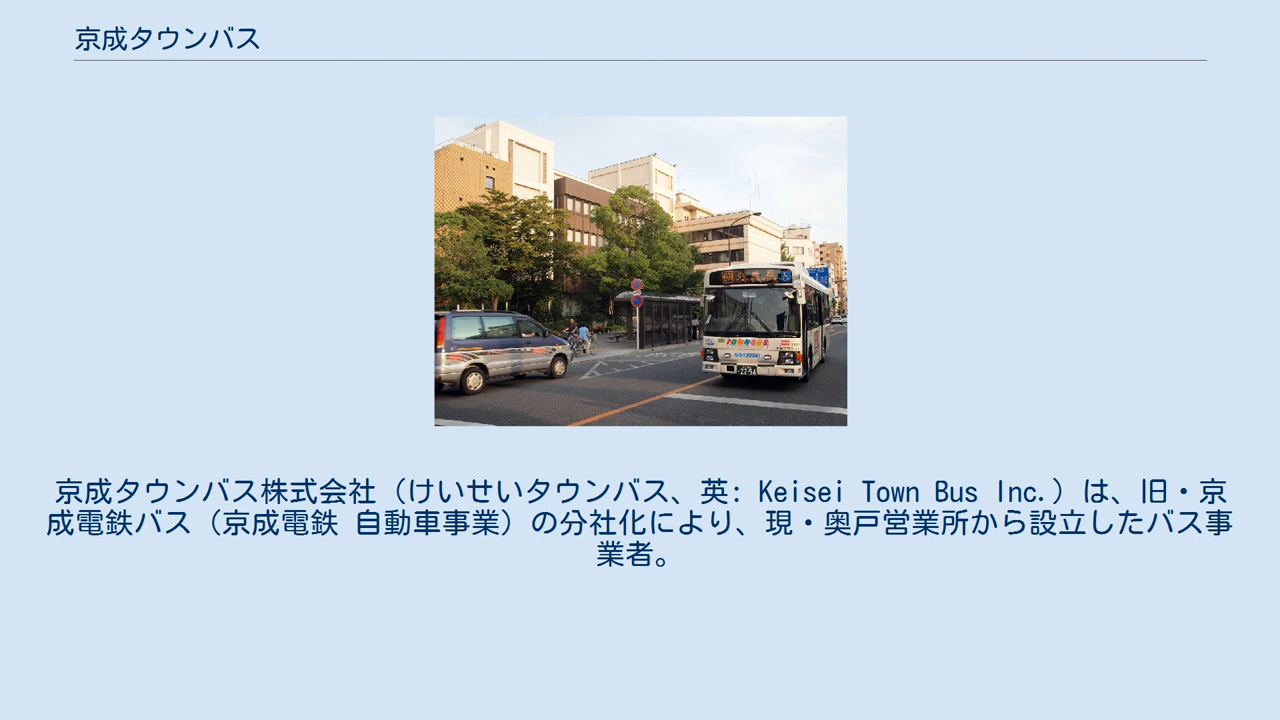 京成タウンバス
TOWNBUS
22-54
京成タウンバス株式会社（けいせいタウンバス、英: Keisei Town Bus Inc.）は、旧・京
成電鉄バス（京成電鉄 自動車事業）の分社化により、現・奥戸営業所から設立したバス事
業者。